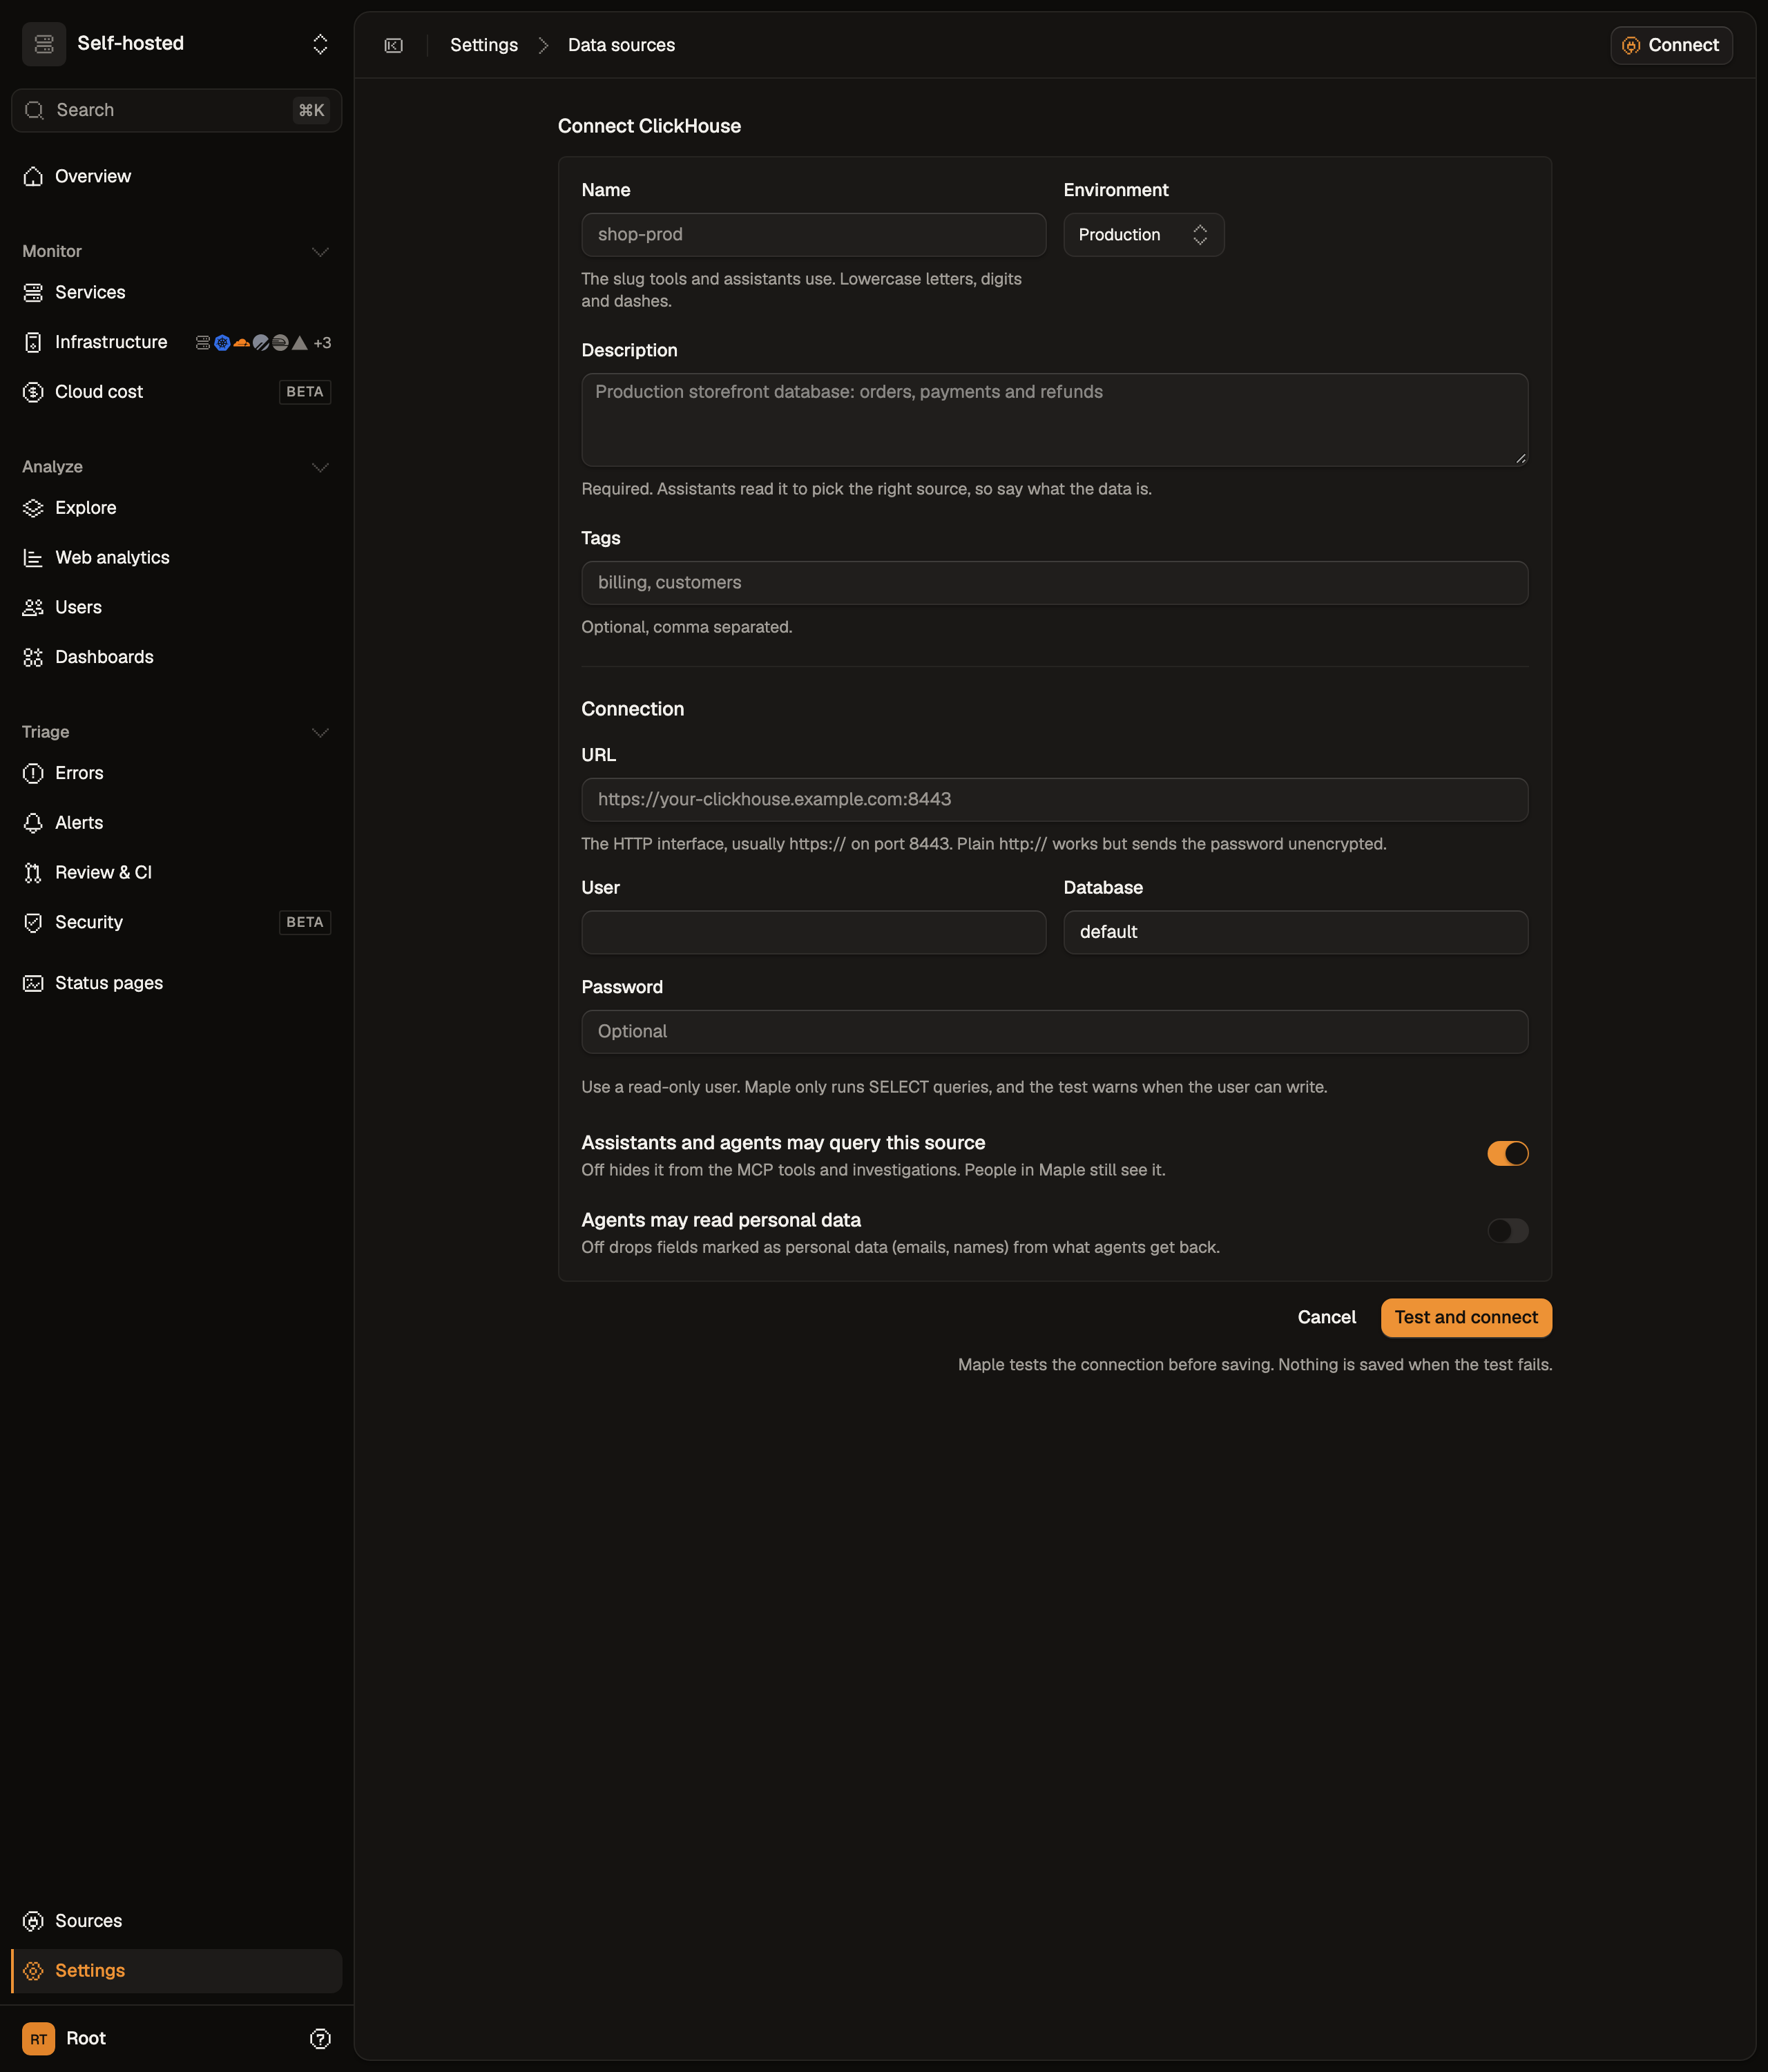 Self-hosted
Search
⌘K
Overview
Monitor
Services
Infrastructure
+3
Cloud cost
BETA
Analyze
Explore
Web analytics
Users
Dashboards
Triage
Errors
Alerts
Review & CI
Security
BETA
Status pages
Sources
Settings
RT
Root
Settings
Data sources
Connect
Connect ClickHouse
Name
Environment
shop-prod
Production
The slug tools and assistants use. Lowercase letters, digits
and dashes.
Description
Production storefront database: orders, payments and refunds
Required. Assistants read it to pick the right source, so say what the data is.
Tags
billing, customers
Optional, comma separated.
Connection
URL
https://your-clickhouse.example.com:8443
The HTTP interface, usually https:// on port 8443. Plain http:// works but sends the password unencrypted.
User
Database
default
Password
Optional
Use a read-only user. Maple only runs SELECT queries, and the test warns when the user can write.
Assistants and agents may query this source
Off hides it from the MCP tools and investigations. People in Maple still see it.
Agents may read personal data
Off drops fields marked as personal data (emails, names) from what agents get back.
Cancel
Test and connect
Maple tests the connection before saving. Nothing is saved when the test fails.